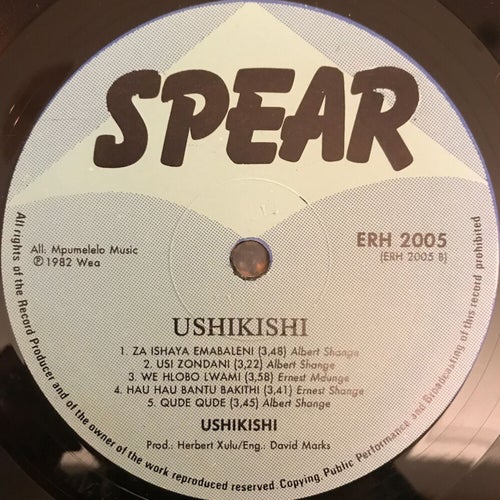 SPEAR
All: Mpumelelo Music
℗ 1982 Wea
ERH 2005
(ERH 2005 B)
USHIKISHI
1. ZA ISHAYA EMABALENI (3,48) Albert Shange
2. USI ZONDANI (3,22) Albert Shange
3. WE HLOBO LWAMI (3,58) Ernest Mdunge
4. HAU HAU BANTU BAKITHI (3,41) Ernest Shange
5. QUDE QUDE (3,45) Albert Shange
USHIKISHI
Prod.: Herbert Xulu/Eng.: David Marks
All rights of the Record Producer and of the owner of the work reproduced reserved. Copying, Public Performance and Broadcasting of this record prohibited